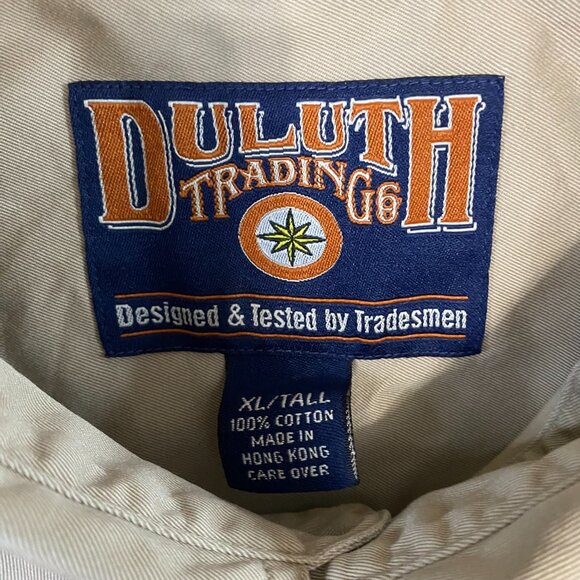 DULUTH
TRADING Co
Designed & Tested by Tradesmen
XL/TALL
100% COTTON
MADE IN
HONG KONG
CARE OVER